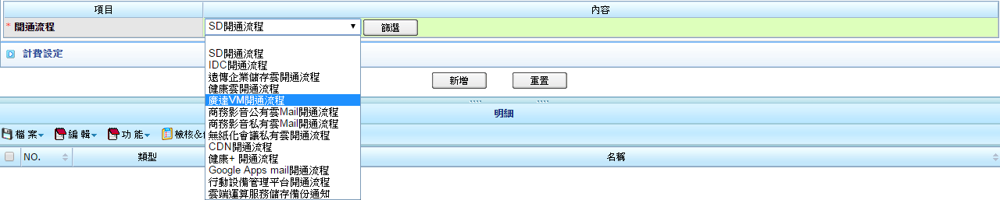 項目 內容
* 開通流程 SD開通流程 篩選
SD開通流程
IDC開通流程
遠傳企業儲存雲開通流程
健康雲開通流程
廣達VM開通流程
商務影音公有雲Mail開通流程
商務影音私有雲Mail開通流程
無紙化會議私有雲開通流程
CDN開通流程
健康+ 開通流程
Google Apps mail開通流程
行動設備管理平台開通流程
雲端運算服務儲存備份通知
計費設定
新增 重置
明細
檔案 編輯 功能 檢核&
NO. 類型 名稱